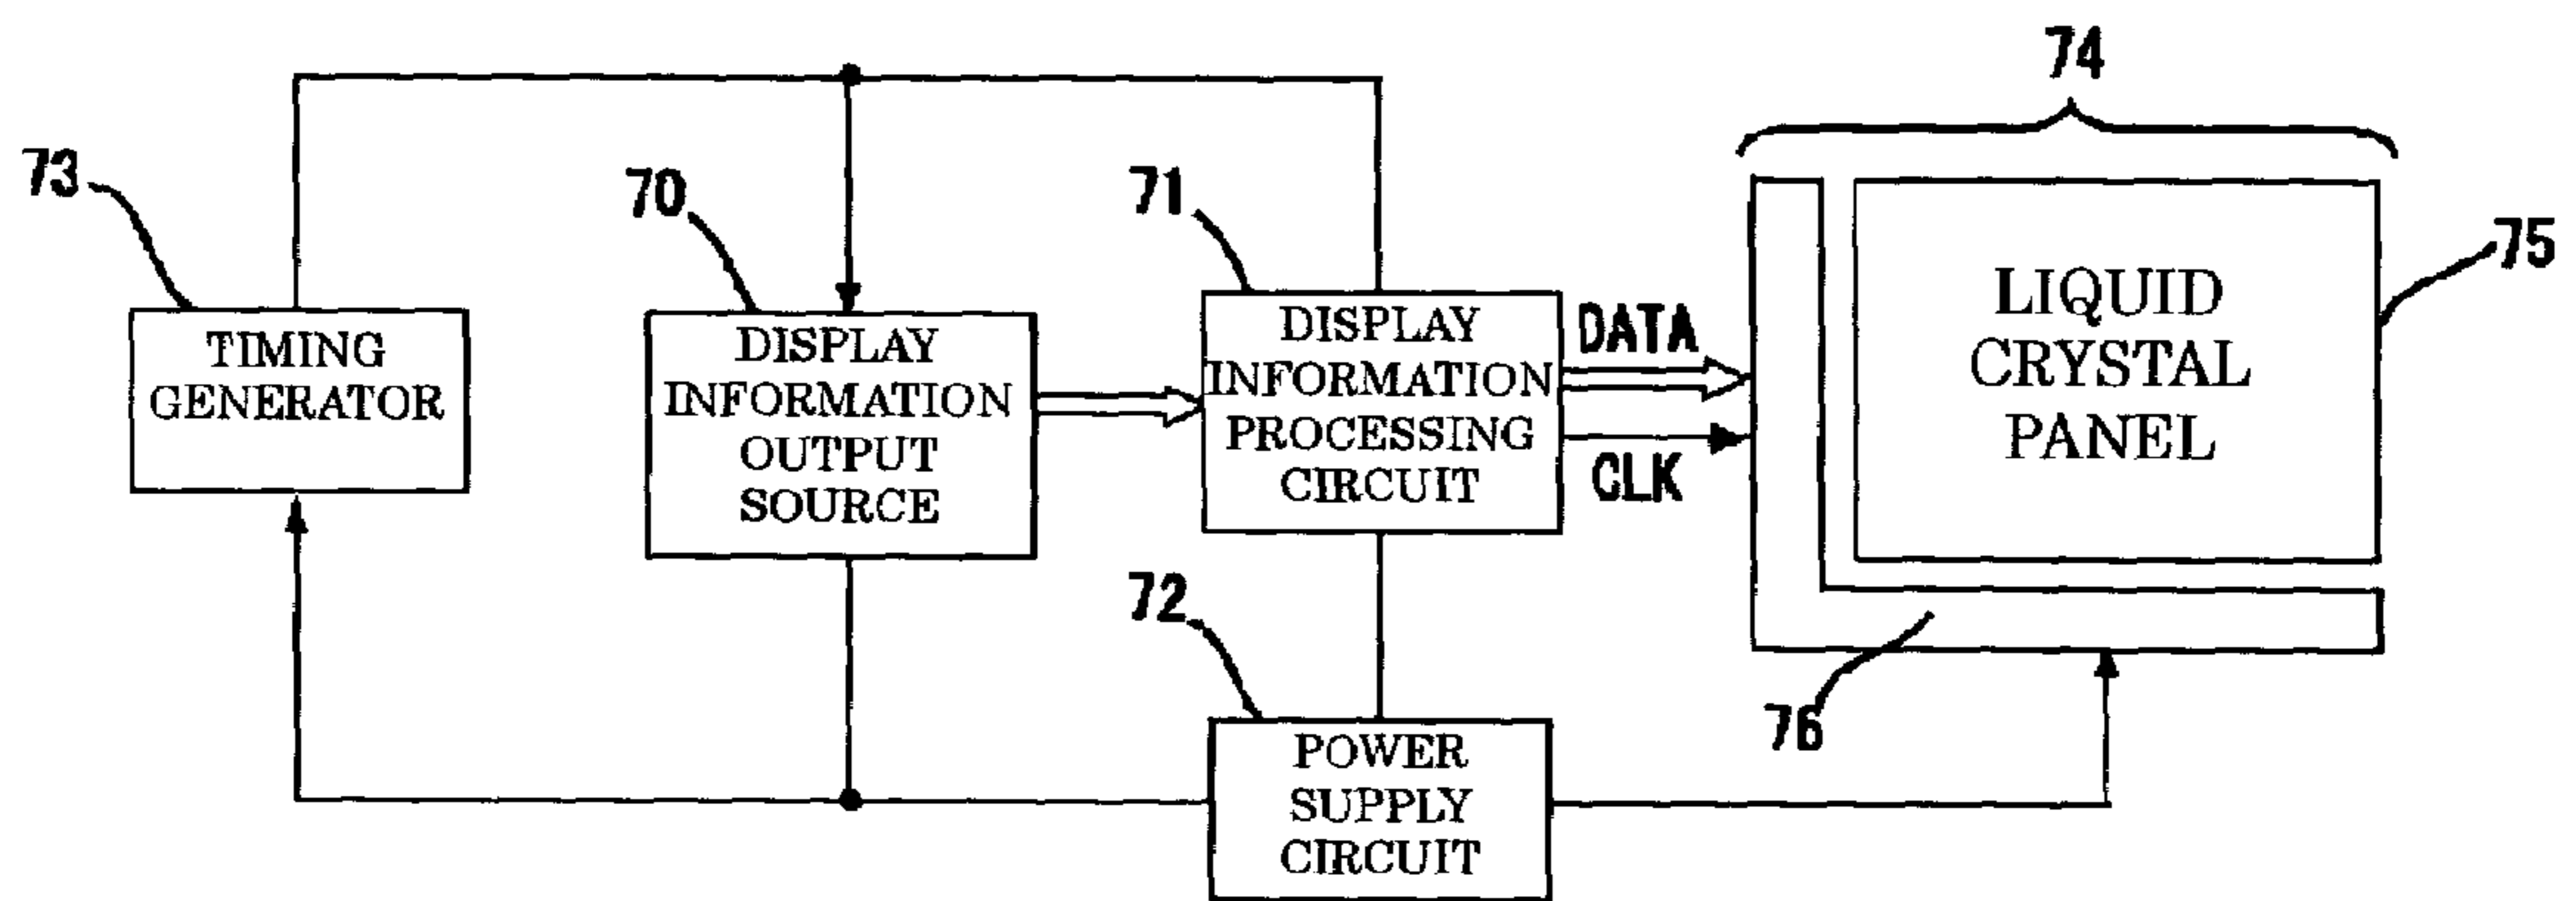 74
73
70
71
75
TIMING
GENERATOR
DISPLAY
INFORMATION
OUTPUT
SOURCE
DISPLAY
INFORMATION
PROCESSING
CIRCUIT
DATA
CLK
LIQUID
CRYSTAL
PANEL
72
76
POWER
SUPPLY
CIRCUIT